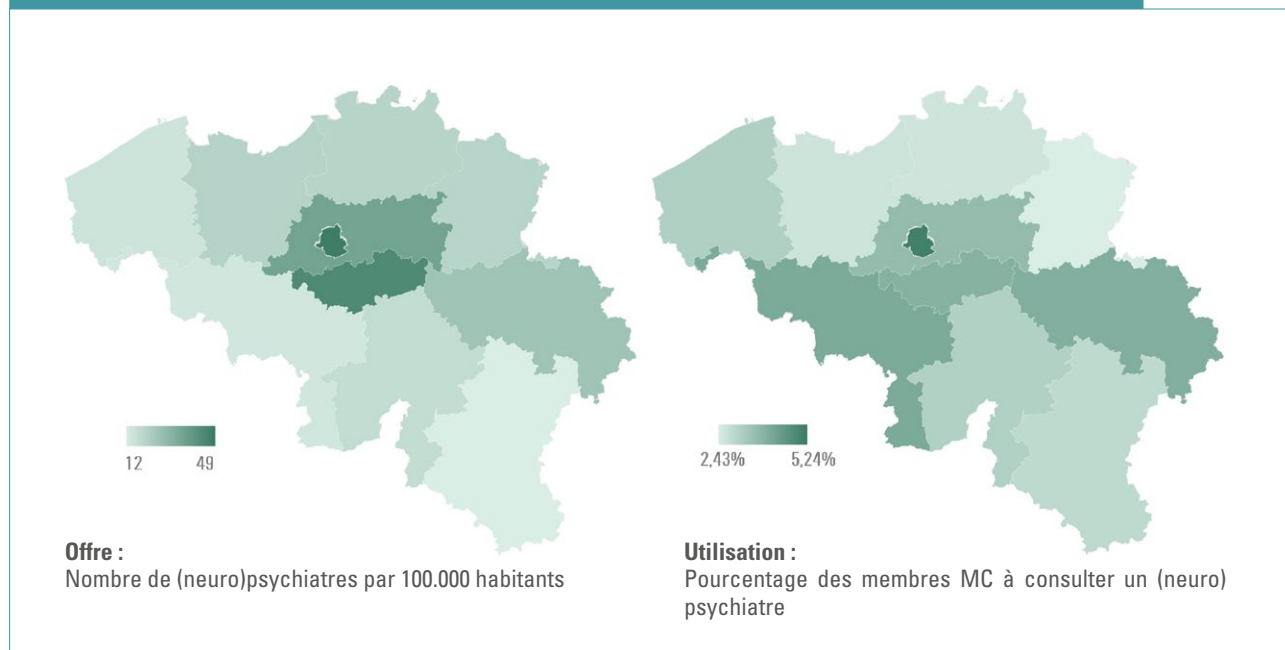 12 49
2,43% 5,24%
Offre :
Nombre de (neuro)psychiatres par 100.000 habitants
Utilisation :
Pourcentage des membres MC à consulter un (neuro)
psychiatre